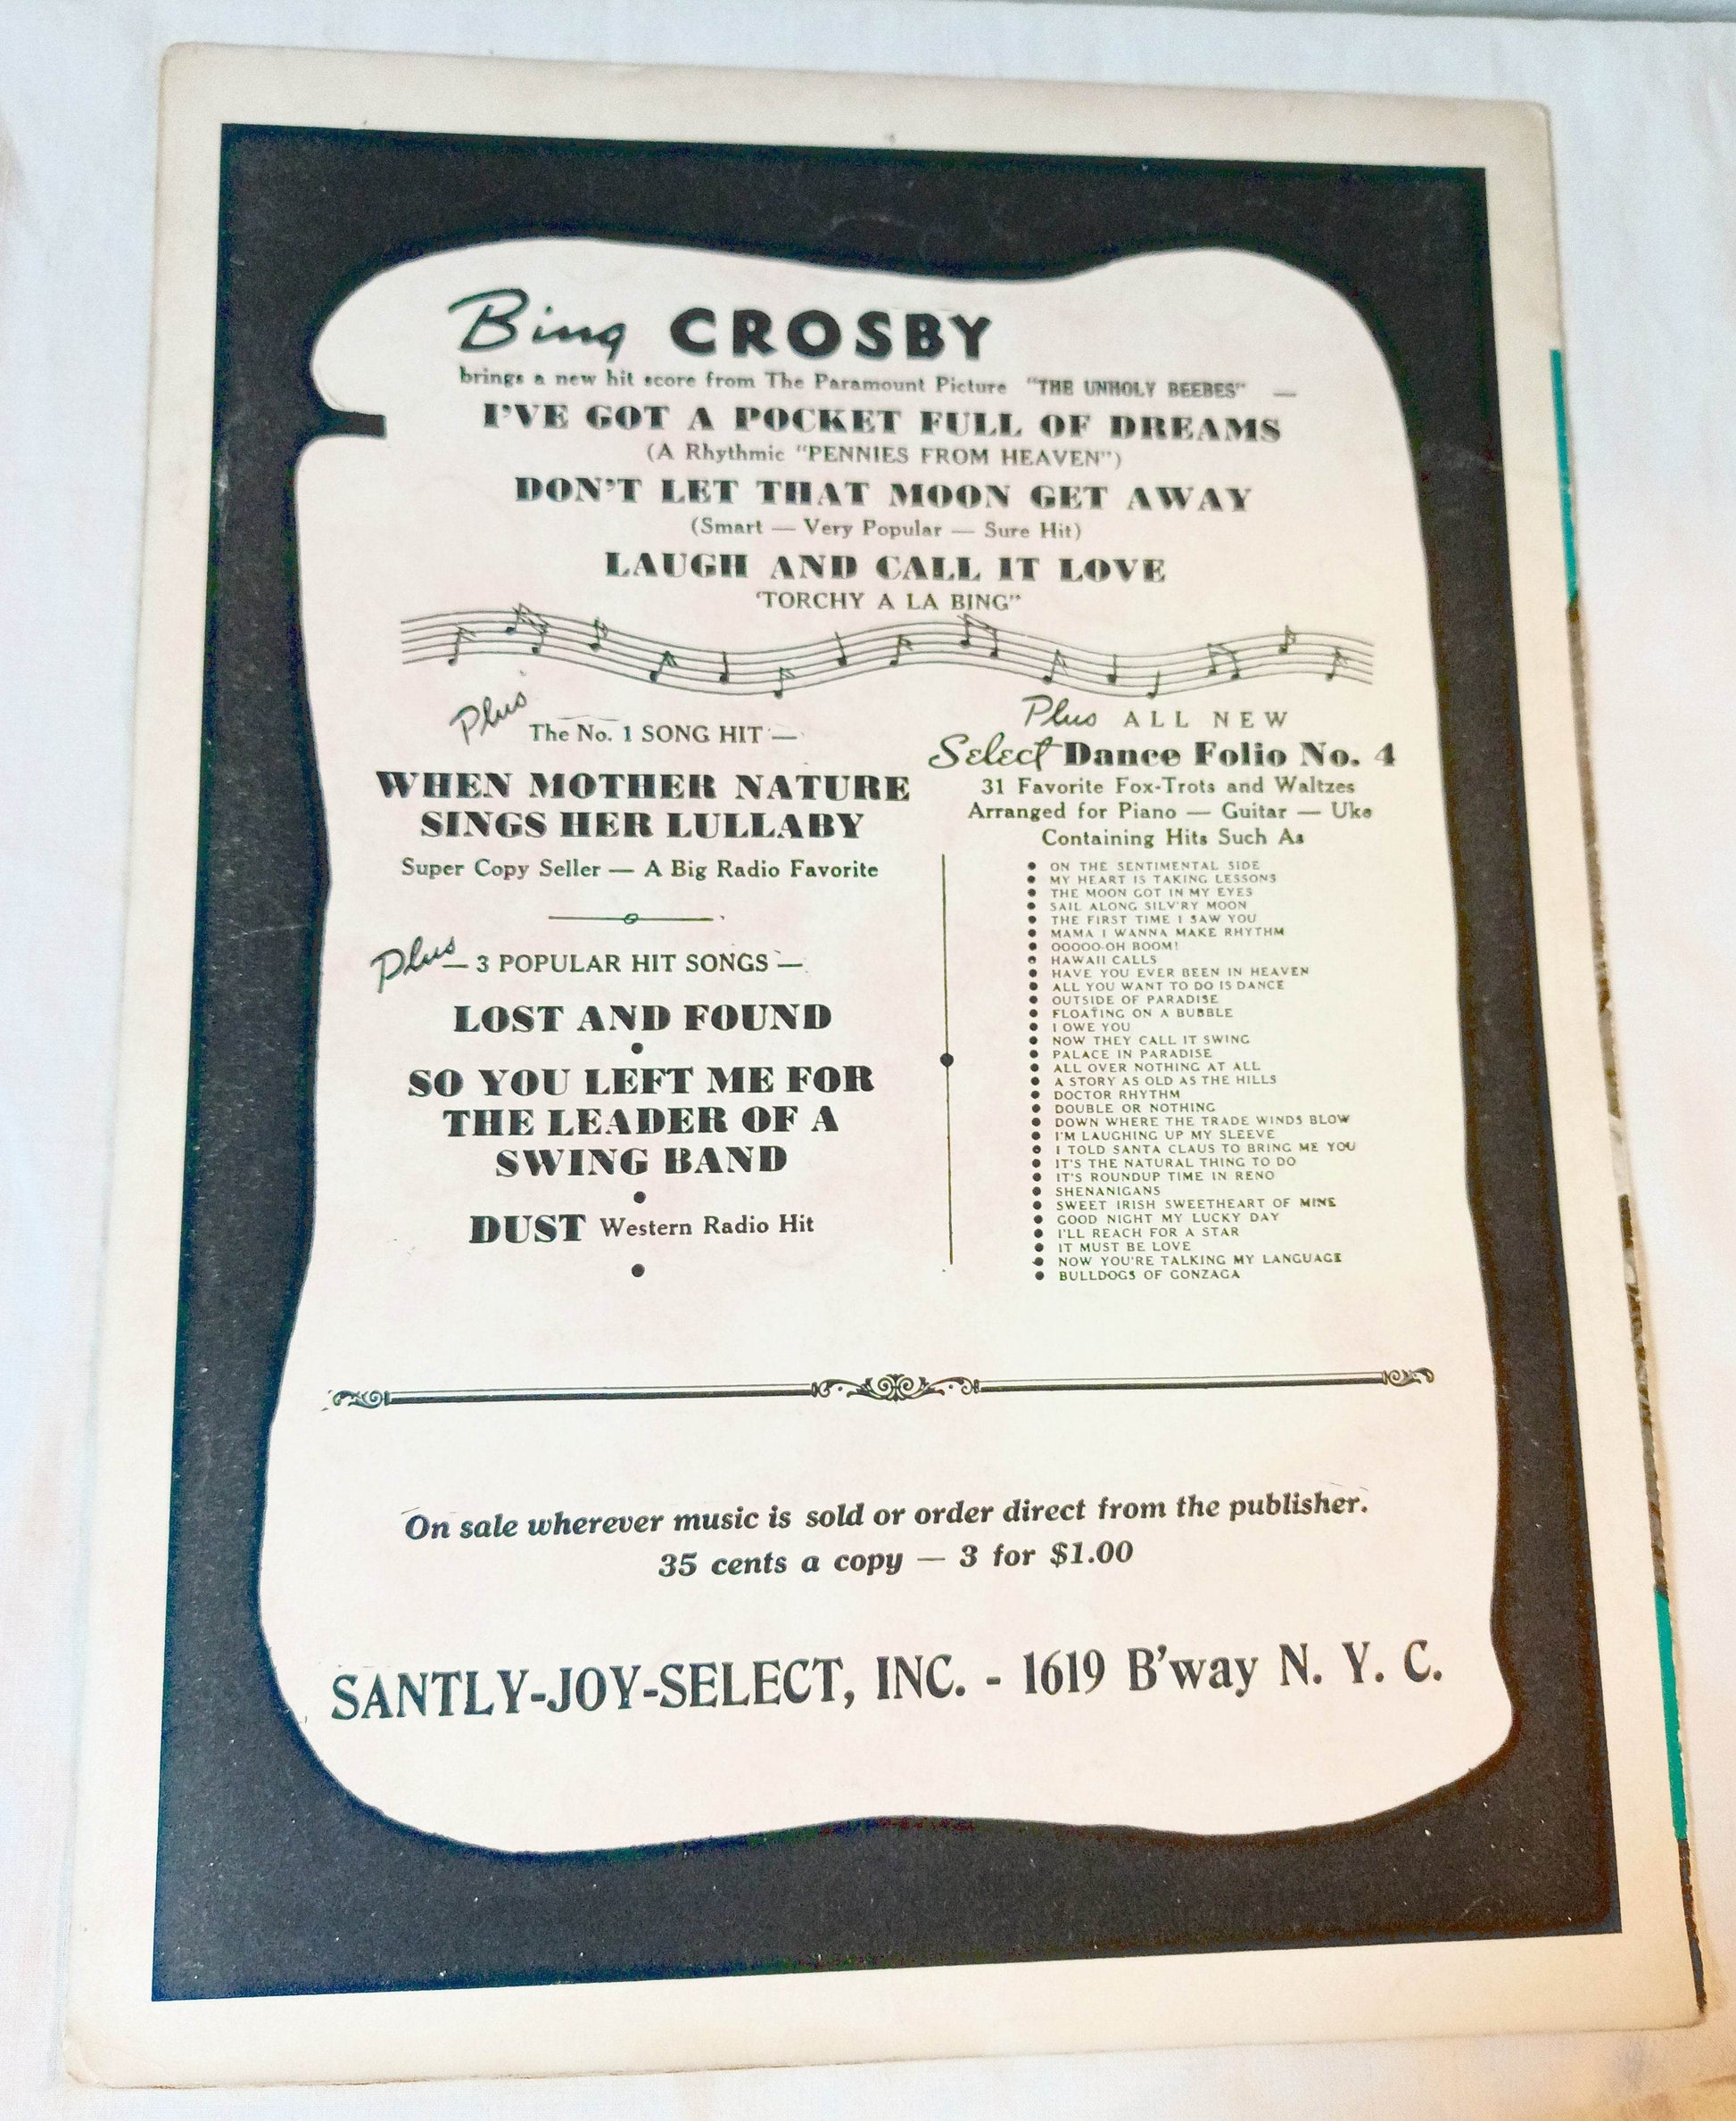 Bing CROSBY
brings a new hit score from The Paramount Picture "THE UNHOLY BEEBES" —
I'VE GOT A POCKET FULL OF DREAMS
(A Rhythmic "PENNIES FROM HEAVEN")
DON'T LET THAT MOON GET AWAY
(Smart — Very Popular — Sure Hit)
LAUGH AND CALL IT LOVE
'TORCHY A LA BING"
Plus The No. 1 SONG HIT —
WHEN MOTHER NATURE
SINGS HER LULLABY
Super Copy Seller — A Big Radio Favorite
Plus — 3 POPULAR HIT SONGS —
LOST AND FOUND
•
SO YOU LEFT ME FOR
THE LEADER OF A
SWING BAND
•
DUST Western Radio Hit
•
Plus ALL NEW
Select Dance Folio No. 4
31 Favorite Fox-Trots and Waltzes
Arranged for Piano — Guitar — Uke
Containing Hits Such As
• ON THE SENTIMENTAL SIDE
• MY HEART IS TAKING LESSONS
• THE MOON GOT IN MY EYES
• SAIL ALONG SILV'RY MOON
• THE FIRST TIME I SAW YOU
• MAMA I WANNA MAKE RHYTHM
• OOOOO-OH BOOM!
• HAWAII CALLS
• HAVE YOU EVER BEEN IN HEAVEN
• ALL YOU WANT TO DO IS DANCE
• OUTSIDE OF PARADISE
• FLOATING ON A BUBBLE
• I OWE YOU
• NOW THEY CALL IT SWING
• PALACE IN PARADISE
• ALL OVER NOTHING AT ALL
• A STORY AS OLD AS THE HILLS
• DOCTOR RHYTHM
• DOUBLE OR NOTHING
• DOWN WHERE THE TRADE WINDS BLOW
• I'M LAUGHING UP MY SLEEVE
• I TOLD SANTA CLAUS TO BRING ME YOU
• IT'S THE NATURAL THING TO DO
• IT'S ROUNDUP TIME IN RENO
• SHENANIGANS
• SWEET IRISH SWEETHEART OF MINE
• GOOD NIGHT MY LUCKY DAY
• I'LL REACH FOR A STAR
• IT MUST BE LOVE
• NOW YOU'RE TALKING MY LANGUAGE
• BULLDOGS OF GONZAGA
On sale wherever music is sold or order direct from the publisher.
35 cents a copy — 3 for $1.00
SANTLY-JOY-SELECT, INC. - 1619 B'way N. Y. C.